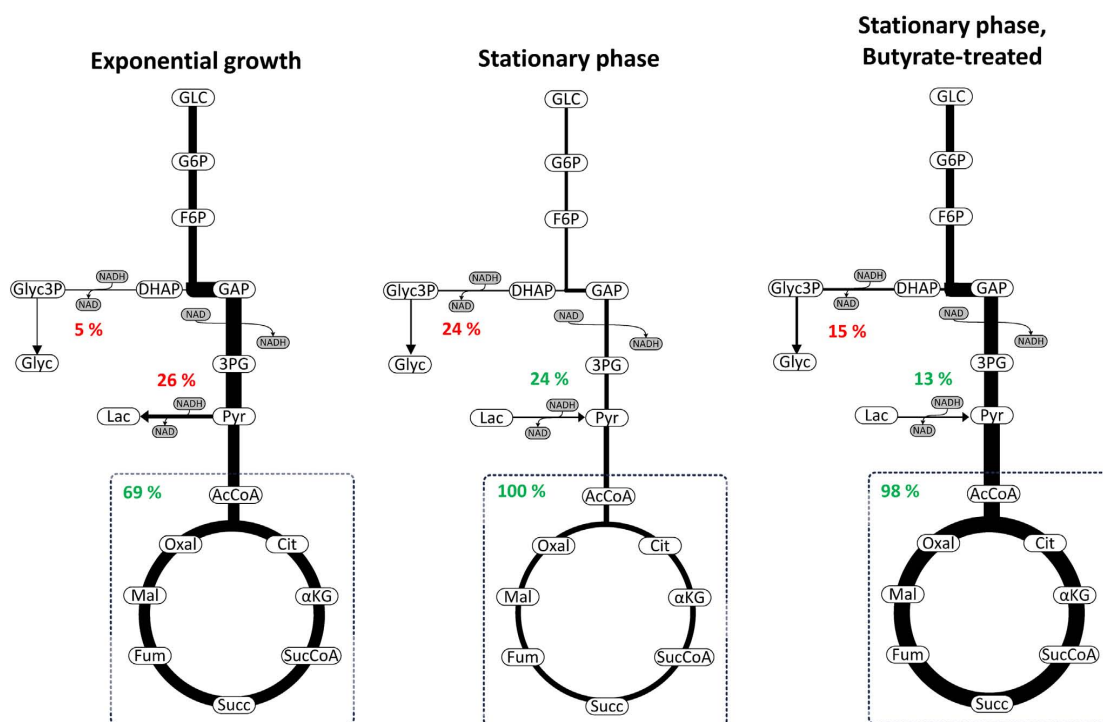 Exponential growth
GLC
G6P
F6P
Glyc3P
NADH
NAD
DHAP
GAP
5 %
NAD
NADH
Glyc
3PG
26 %
Lac
NADH
NAD
Pyr
69 %
AcCoA
Oxal
Cit
Mal
αKG
Fum
SucCoA
Succ
Stationary phase
GLC
G6P
F6P
Glyc3P
NADH
NAD
DHAP
GAP
24 %
NAD
NADH
Glyc
3PG
24 %
Lac
NADH
NAD
Pyr
100 %
AcCoA
Oxal
Cit
Mal
αKG
Fum
SucCoA
Succ
Stationary phase,
Butyrate-treated
GLC
G6P
F6P
Glyc3P
NADH
NAD
DHAP
GAP
15 %
NAD
NADH
Glyc
3PG
13 %
Lac
NADH
NAD
Pyr
98 %
AcCoA
Oxal
Cit
Mal
αKG
Fum
SucCoA
Succ